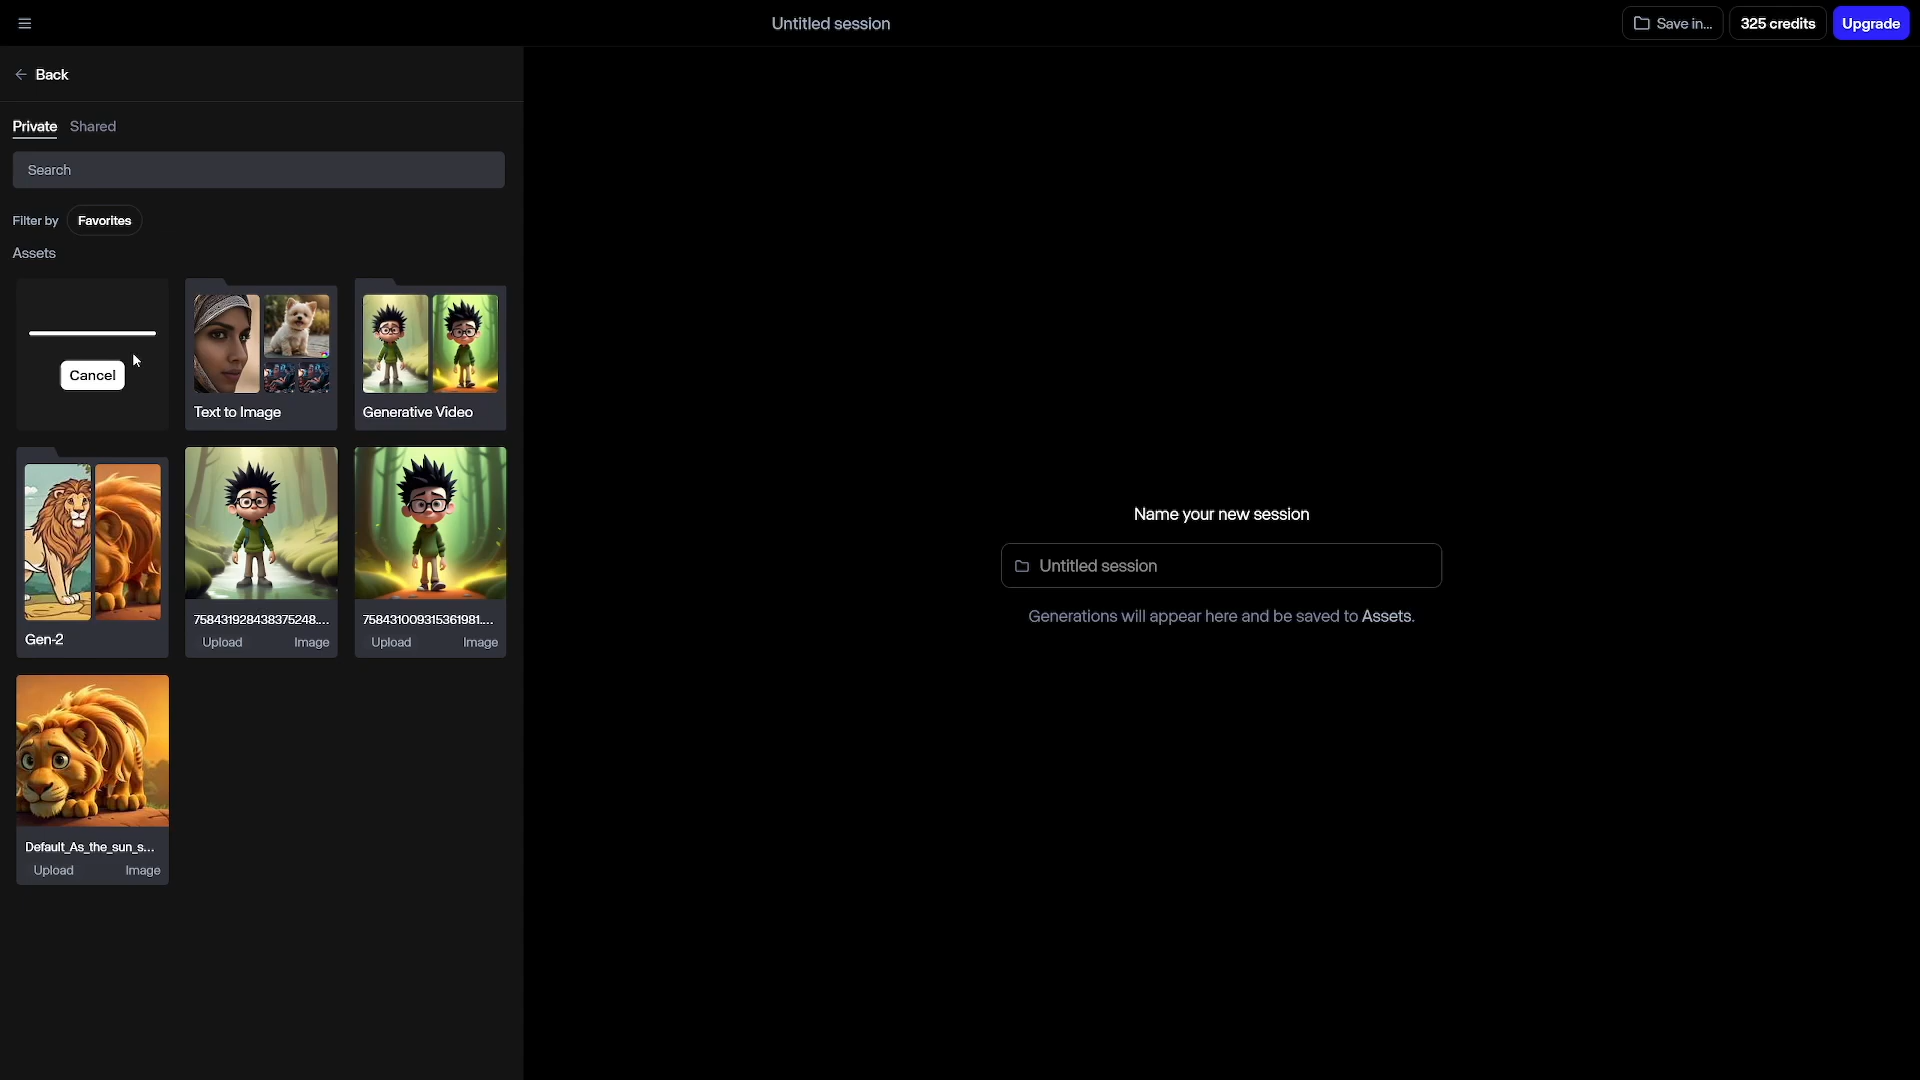 Untitled session
Save in...
325 credits
Upgrade
Back
Private
Shared
Search
Filter by
Favorites
Assets
Cancel
Text to Image
Generative Video
Gen-2
758431928438375248....
Upload
Image
758431009315361981....
Upload
Image
Default_As_the_sun_s...
Upload
Image
Name your new session
Untitled session
Generations will appear here and be saved to Assets.